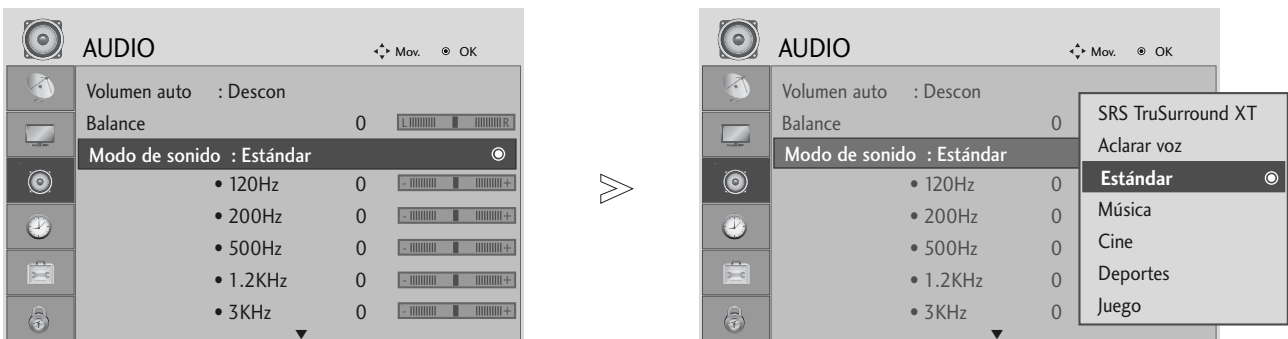 AUDIO
Mov. OK
Volumen auto : Descon
Balance 0 L R
Modo de sonido : Estándar
• 120Hz 0 - +
• 200Hz 0 - +
• 500Hz 0 - +
• 1.2KHz 0 - +
• 3KHz 0 - +
AUDIO
Mov. OK
Volumen auto : Descon
Balance 0
Modo de sonido : Estándar
• 120Hz 0
• 200Hz 0
• 500Hz 0
• 1.2KHz 0
• 3KHz 0
SRS TruSurround XT
Aclarar voz
Estándar
Música
Cine
Deportes
Juego